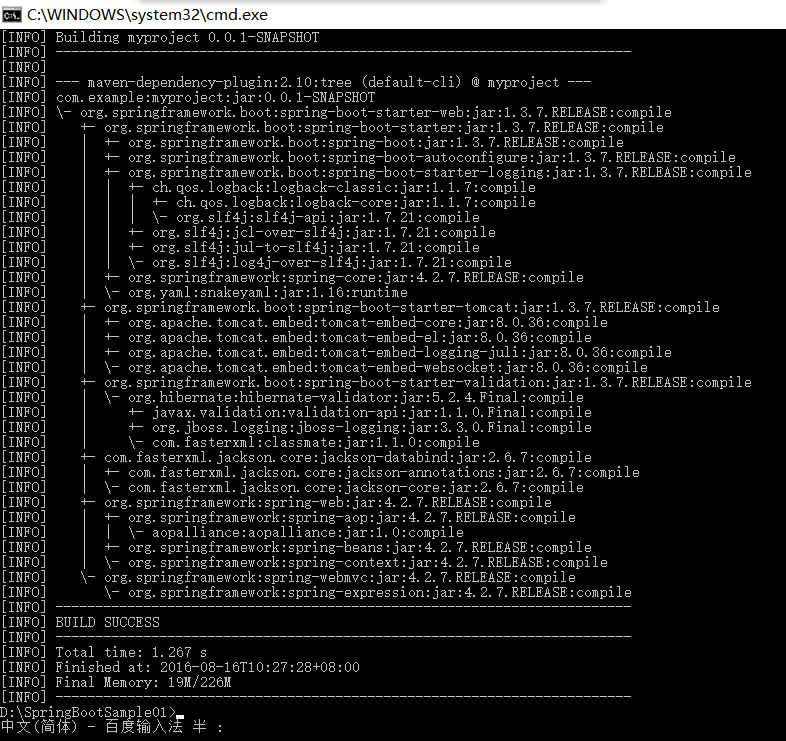 C:\WINDOWS\system32\cmd.exe
[INFO] Building myproject 0.0.1-SNAPSHOT
[INFO] ------------------------------------------------------------------------
[INFO]
[INFO] --- maven-dependency-plugin:2.10:tree (default-cli) @ myproject ---
[INFO] com.example:myproject:jar:0.0.1-SNAPSHOT
[INFO] \- org.springframework.boot:spring-boot-starter-web:jar:1.3.7.RELEASE:compile
[INFO]    +- org.springframework.boot:spring-boot-starter:jar:1.3.7.RELEASE:compile
[INFO]    |  +- org.springframework.boot:spring-boot:jar:1.3.7.RELEASE:compile
[INFO]    |  +- org.springframework.boot:spring-boot-autoconfigure:jar:1.3.7.RELEASE:compile
[INFO]    |  +- org.springframework.boot:spring-boot-starter-logging:jar:1.3.7.RELEASE:compile
[INFO]    |  |  +- ch.qos.logback:logback-classic:jar:1.1.7:compile
[INFO]    |  |  |  +- ch.qos.logback:logback-core:jar:1.1.7:compile
[INFO]    |  |  |  \- org.slf4j:slf4j-api:jar:1.7.21:compile
[INFO]    |  |  +- org.slf4j:jcl-over-slf4j:jar:1.7.21:compile
[INFO]    |  |  +- org.slf4j:jul-to-slf4j:jar:1.7.21:compile
[INFO]    |  |  \- org.slf4j:log4j-over-slf4j:jar:1.7.21:compile
[INFO]    |  +- org.springframework:spring-core:jar:4.2.7.RELEASE:compile
[INFO]    |  \- org.yaml:snakeyaml:jar:1.16:runtime
[INFO]    +- org.springframework.boot:spring-boot-starter-tomcat:jar:1.3.7.RELEASE:compile
[INFO]    |  +- org.apache.tomcat.embed:tomcat-embed-core:jar:8.0.36:compile
[INFO]    |  +- org.apache.tomcat.embed:tomcat-embed-el:jar:8.0.36:compile
[INFO]    |  +- org.apache.tomcat.embed:tomcat-embed-logging-juli:jar:8.0.36:compile
[INFO]    |  \- org.apache.tomcat.embed:tomcat-embed-websocket:jar:8.0.36:compile
[INFO]    +- org.springframework.boot:spring-boot-starter-validation:jar:1.3.7.RELEASE:compile
[INFO]    |  \- org.hibernate:hibernate-validator:jar:5.2.4.Final:compile
[INFO]    |     +- javax.validation:validation-api:jar:1.1.0.Final:compile
[INFO]    |     +- org.jboss.logging:jboss-logging:jar:3.3.0.Final:compile
[INFO]    |     \- com.fasterxml:classmate:jar:1.1.0:compile
[INFO]    +- com.fasterxml.jackson.core:jackson-databind:jar:2.6.7:compile
[INFO]    |  +- com.fasterxml.jackson.core:jackson-annotations:jar:2.6.7:compile
[INFO]    |  \- com.fasterxml.jackson.core:jackson-core:jar:2.6.7:compile
[INFO]    +- org.springframework:spring-web:jar:4.2.7.RELEASE:compile
[INFO]    |  +- org.springframework:spring-aop:jar:4.2.7.RELEASE:compile
[INFO]    |  |  \- aopalliance:aopalliance:jar:1.0:compile
[INFO]    |  +- org.springframework:spring-beans:jar:4.2.7.RELEASE:compile
[INFO]    |  \- org.springframework:spring-context:jar:4.2.7.RELEASE:compile
[INFO]    \- org.springframework:spring-webmvc:jar:4.2.7.RELEASE:compile
[INFO]       \- org.springframework:spring-expression:jar:4.2.7.RELEASE:compile
[INFO] ------------------------------------------------------------------------
[INFO] BUILD SUCCESS
[INFO] ------------------------------------------------------------------------
[INFO] Total time: 1.267 s
[INFO] Finished at: 2016-08-16T10:27:28+08:00
[INFO] Final Memory: 19M/226M
[INFO] ------------------------------------------------------------------------
D:\SpringBootSample01>
中文(简体) - 百度输入法 半 :